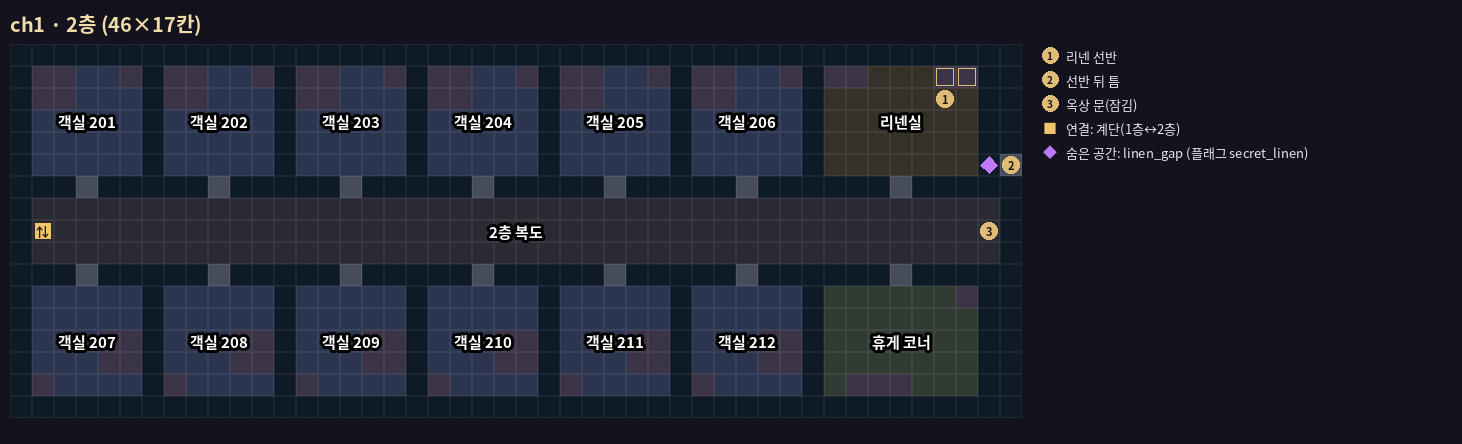 ch1 · 2층 (46×17칸)
1 리넨 선반
2 선반 뒤 틈
3 옥상 문(잠김)
연결: 계단(1층↔2층)
숨은 공간: linen_gap (플래그 secret_linen)
1
객실 201 객실 202 객실 203 객실 204 객실 205 객실 206 리넨실
2
2층 복도 3
객실 207 객실 208 객실 209 객실 210 객실 211 객실 212 휴게 코너